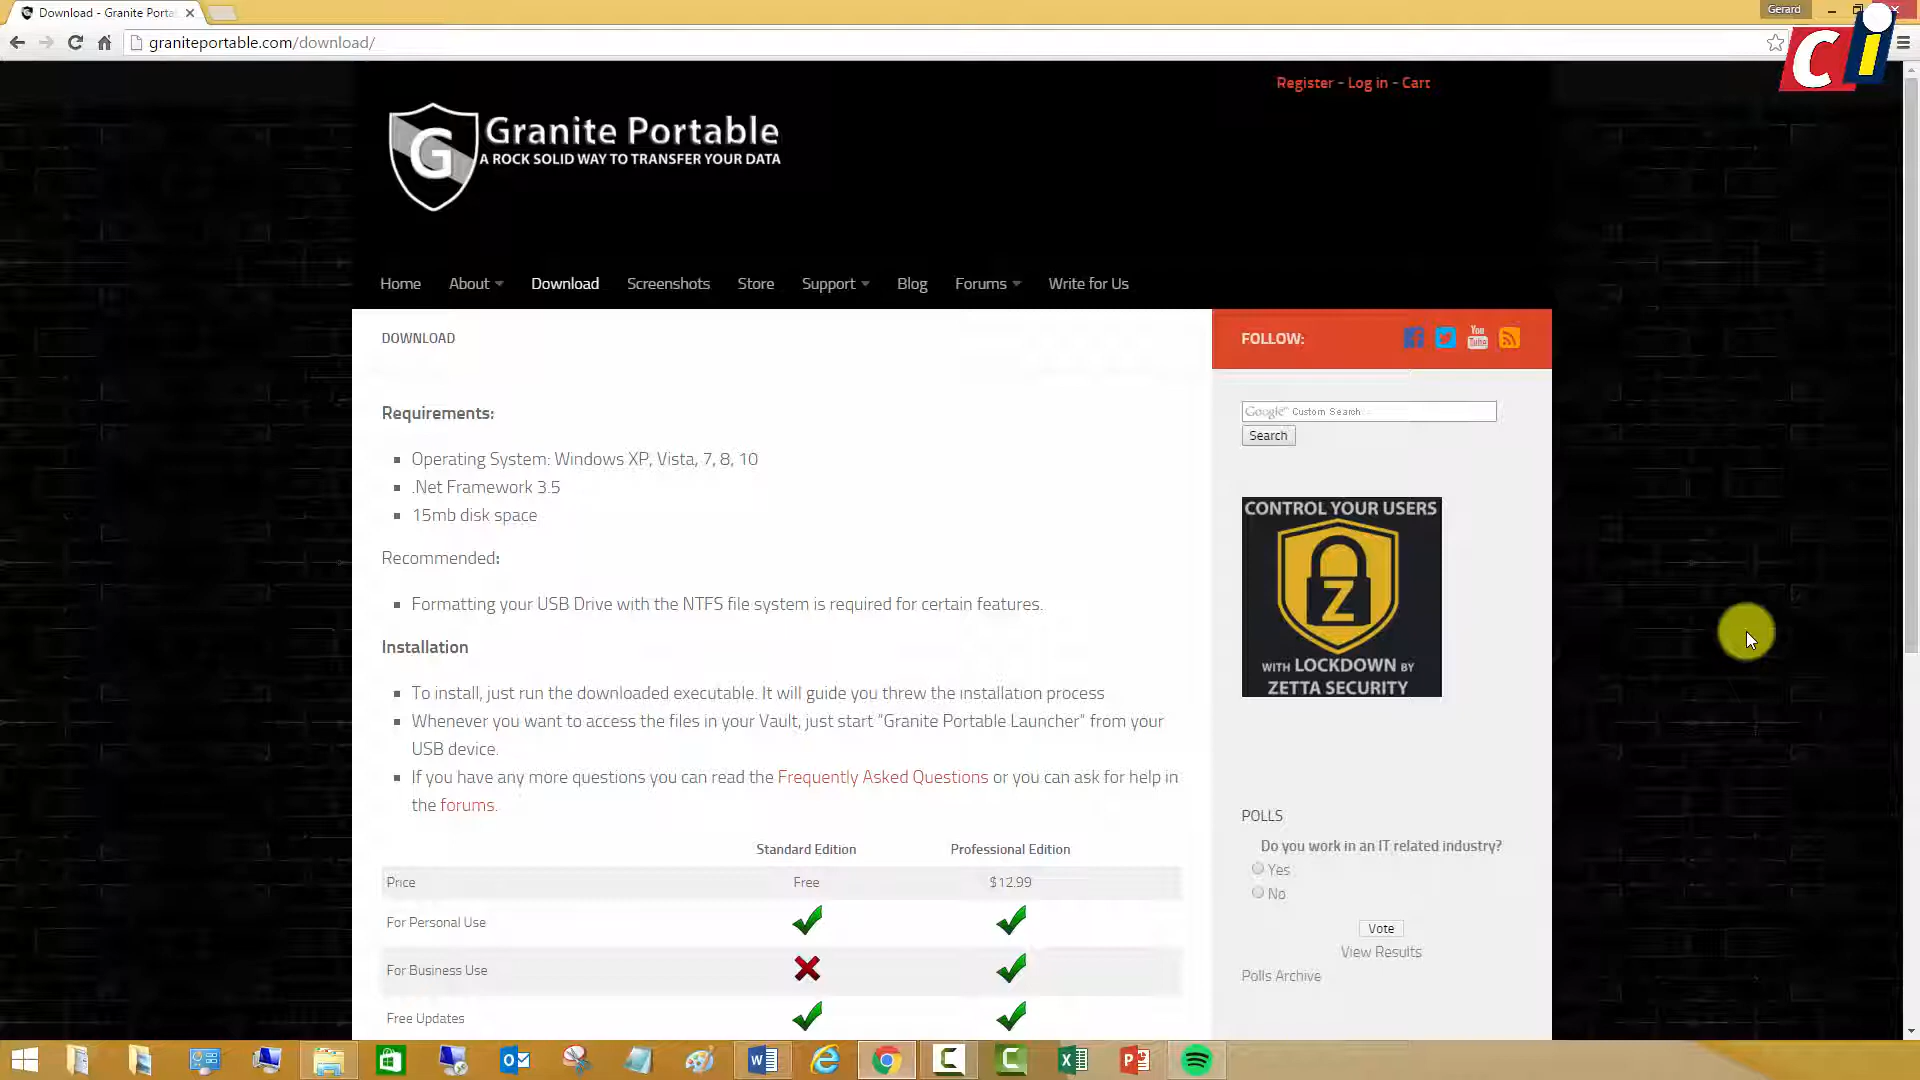 Download - Granite Porta
Gerard
graniteportable.com/download/
Ci
Register - Log in - Cart
G
Granite Portable
A ROCK SOLID WAY TO TRANSFER YOUR DATA
Home About Download Screenshots Store Support Blog Forums Write for Us
DOWNLOAD
FOLLOW:
You
Tube
Requirements:
Google™ Custom Search
Search
▪ Operating System: Windows XP, Vista, 7, 8, 10
▪ .Net Framework 3.5
▪ 15mb disk space
Recommended:
▪ Formatting your USB Drive with the NTFS file system is required for certain features.
Installation
▪ To install, just run the downloaded executable. It will guide you threw the installation process
▪ Whenever you want to access the files in your Vault, just start “Granite Portable Launcher” from your
USB device.
▪ If you have any more questions you can read the Frequently Asked Questions or you can ask for help in
the forums.
Standard Edition Professional Edition
Price Free $12.99
For Personal Use
For Business Use
Free Updates
CONTROL YOUR USERS
Z
WITH LOCKDOWN BY
ZETTA SECURITY
POLLS
Do you work in an IT related industry?
Yes
No
Vote
View Results
Polls Archive